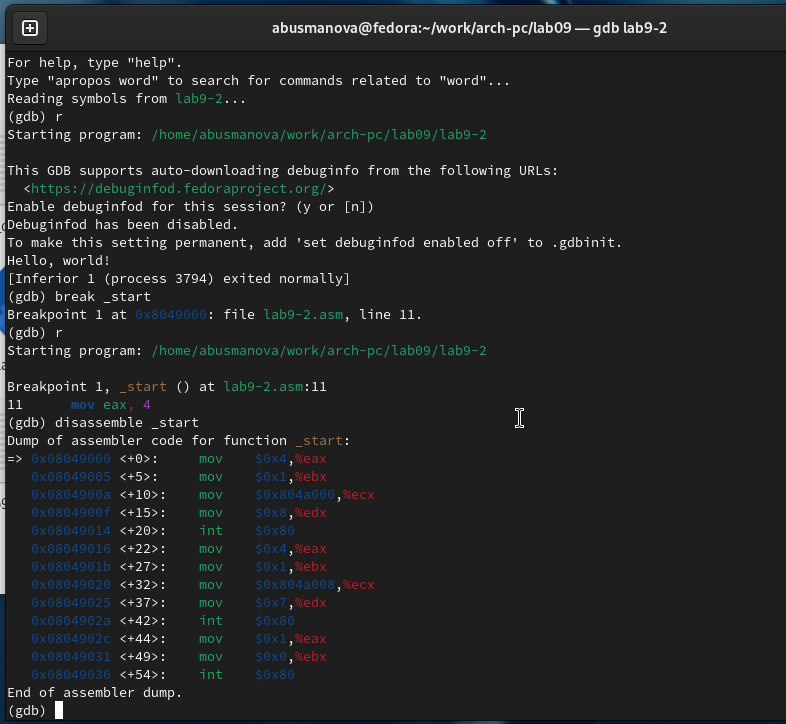 abusmanova@fedora:~/work/arch-pc/lab09 — gdb lab9-2
For help, type "help".
Type "apropos word" to search for commands related to "word"...
Reading symbols from lab9-2...
(gdb) r
Starting program: /home/abusmanova/work/arch-pc/lab09/lab9-2
This GDB supports auto-downloading debuginfo from the following URLs:
  <https://debuginfod.fedoraproject.org/>
Enable debuginfod for this session? (y or [n])
Debuginfod has been disabled.
To make this setting permanent, add 'set debuginfod enabled off' to .gdbinit.
Hello, world!
[Inferior 1 (process 3794) exited normally]
(gdb) break _start
Breakpoint 1 at 0x8049000: file lab9-2.asm, line 11.
(gdb) r
Starting program: /home/abusmanova/work/arch-pc/lab09/lab9-2
Breakpoint 1, _start () at lab9-2.asm:11
11      mov eax, 4
(gdb) disassemble _start
Dump of assembler code for function _start:
=> 0x08049000 <+0>:     mov    $0x4,%eax
   0x08049005 <+5>:     mov    $0x1,%ebx
   0x0804900a <+10>:    mov    $0x804a000,%ecx
   0x0804900f <+15>:    mov    $0x8,%edx
   0x08049014 <+20>:    int    $0x80
   0x08049016 <+22>:    mov    $0x4,%eax
   0x0804901b <+27>:    mov    $0x1,%ebx
   0x08049020 <+32>:    mov    $0x804a008,%ecx
   0x08049025 <+37>:    mov    $0x7,%edx
   0x0804902a <+42>:    int    $0x80
   0x0804902c <+44>:    mov    $0x1,%eax
   0x08049031 <+49>:    mov    $0x0,%ebx
   0x08049036 <+54>:    int    $0x80
End of assembler dump.
(gdb)